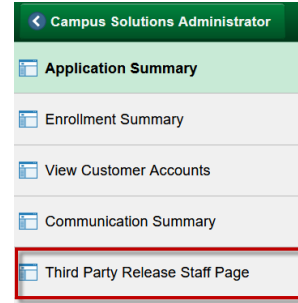 Campus Solutions Administrator
Application Summary
Enrollment Summary
View Customer Accounts
Communication Summary
Third Party Release Staff Page